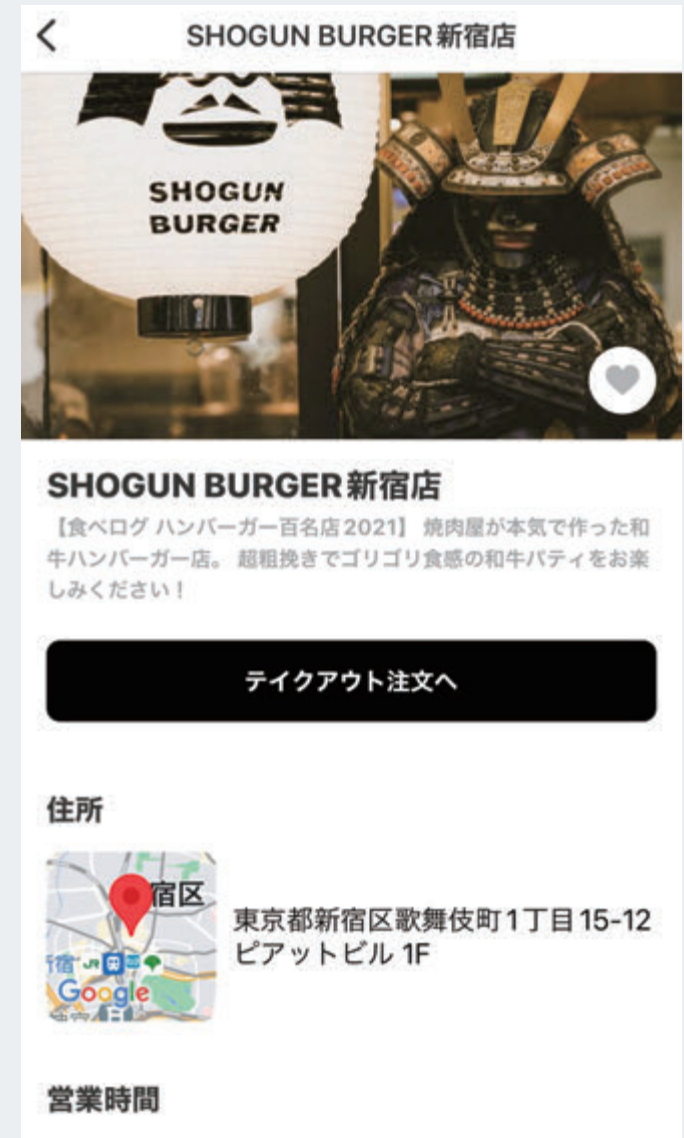 SHOGUN BURGER新宿店
SHOGUN
BURGER
SHOGUN BURGER新宿店
【食べログ ハンバーガー百名店2021】 焼肉屋が本気で作った和
牛ハンバーガー店。 超粗挽きでゴリゴリ食感の和牛パティをお楽
しみください！
テイクアウト注文へ
住所
宿区
宿
JR
Google
東京都新宿区歌舞伎町1丁目15-12
ピアットビル 1F
営業時間